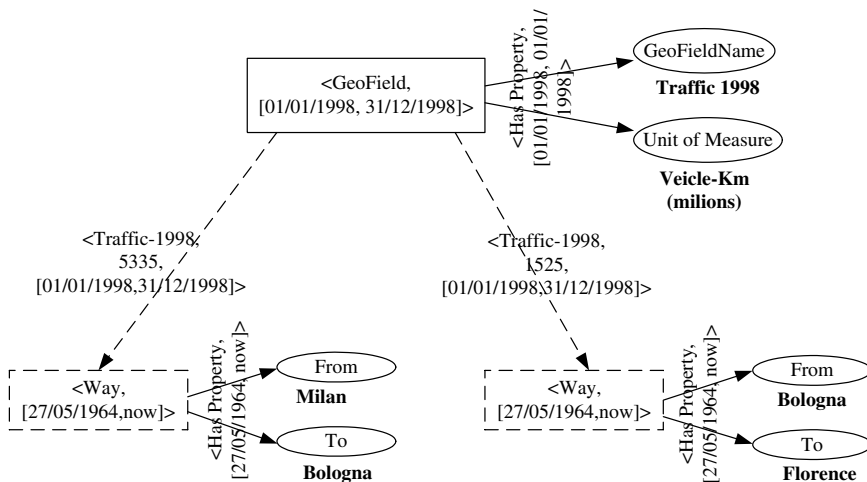 <GeoField,
[01/01/1998, 31/12/1998]>
<Has Property,
[01/01/1998, 01/01/
1998]>
GeoFieldName
Traffic 1998
Unit of Measure
Veicle-Km
(milions)
<Traffic-1998,
5335,
[01/01/1998,31/12/1998]>
<Traffic-1998,
1525,
[01/01/1998,31/12/1998]>
<Way,
[27/05/1964,now]>
<Has Property,
[27/05/1964, now]>
From
Milan
To
Bologna
<Way,
[27/05/1964,now]>
<Has Property,
[27/05/1964, now]>
From
Bologna
To
Florence